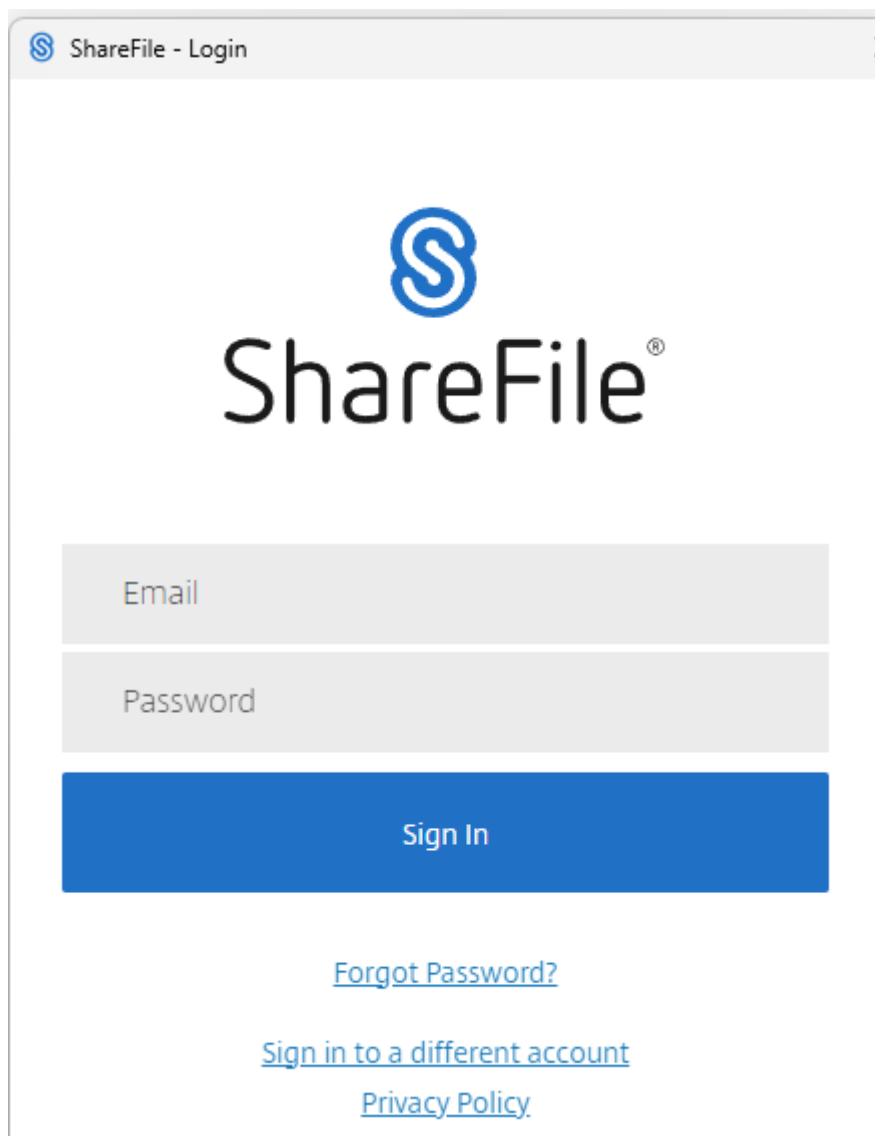 ShareFile - Login
ShareFile®
Email
Password
Sign In
Forgot Password?
Sign in to a different account
Privacy Policy